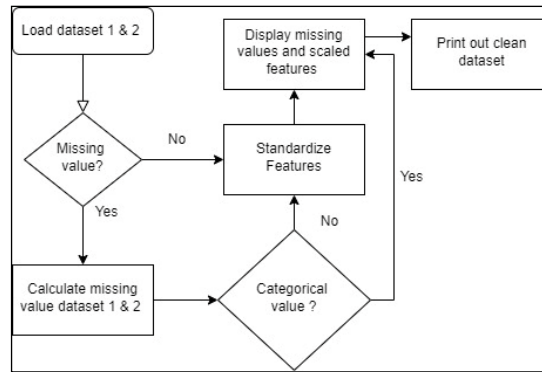 Load dataset 1 & 2
Display missing
values and scaled
features
Print out clean
dataset
Missing
value?
No
Standardize
Features
Yes
Yes
No
Calculate missing
value dataset 1 & 2
Categorical
value ?